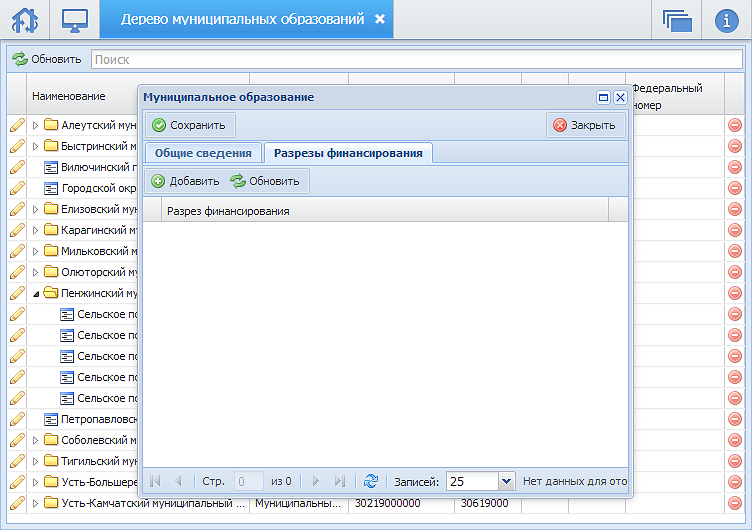 Дерево муниципальных образований
Обновить Поиск
Наименование
Федеральный номер
Муниципальное образование
Сохранить Закрыть
Общие сведения Разрезы финансирования
Добавить Обновить
Разрез финансирования
Алеутский мун
Быстринский м
Вилючинский г
Городской окр
Елизовский мун
Карагинский м
Мильковский м
Олюторский м
Пенжинский му
Сельское по
Сельское по
Сельское по
Сельское по
Сельское по
Петропавловск
Соболевский м
Тигильский мун
Усть-Большере
Стр. 0 из 0 Записей: 25 Нет данных для ото
Усть-Камчатский муниципальный ... Муниципальны... 30219000000 30619000